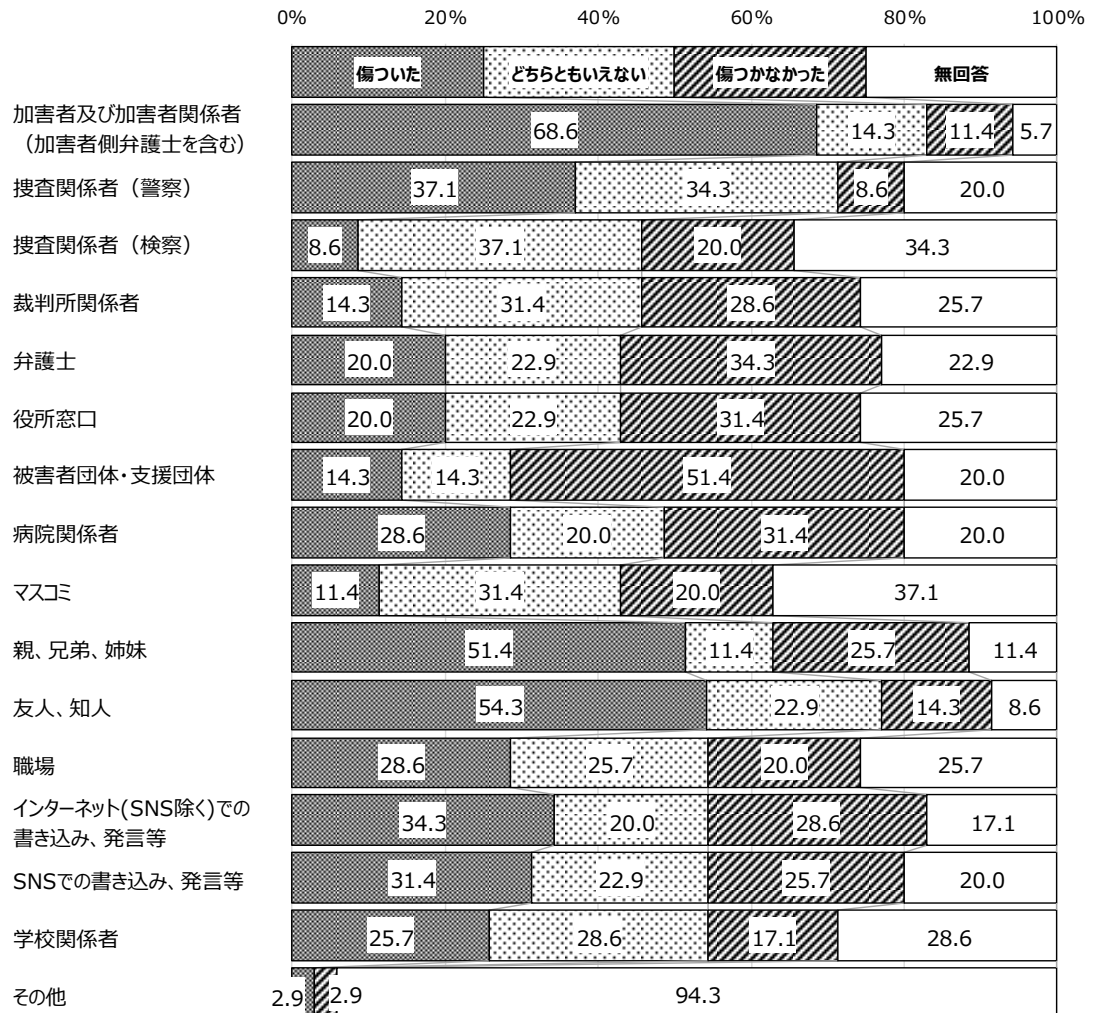 0% 20% 40% 60% 80% 100%
傷ついた どちらともいえない 傷つかなかった 無回答
加害者及び加害者関係者
（加害者側弁護士を含む） 68.6 14.3 11.4 5.7
捜査関係者（警察） 37.1 34.3 8.6 20.0
捜査関係者（検察） 8.6 37.1 20.0 34.3
裁判所関係者 14.3 31.4 28.6 25.7
弁護士 20.0 22.9 34.3 22.9
役所窓口 20.0 22.9 31.4 25.7
被害者団体・支援団体 14.3 14.3 51.4 20.0
病院関係者 28.6 20.0 31.4 20.0
マスコミ 11.4 31.4 20.0 37.1
親、兄弟、姉妹 51.4 11.4 25.7 11.4
友人、知人 54.3 22.9 14.3 8.6
職場 28.6 25.7 20.0 25.7
インターネット(SNS除く)での
書き込み、発言等 34.3 20.0 28.6 17.1
SNSでの書き込み、発言等 31.4 22.9 25.7 20.0
学校関係者 25.7 28.6 17.1 28.6
その他 2.9 2.9 94.3